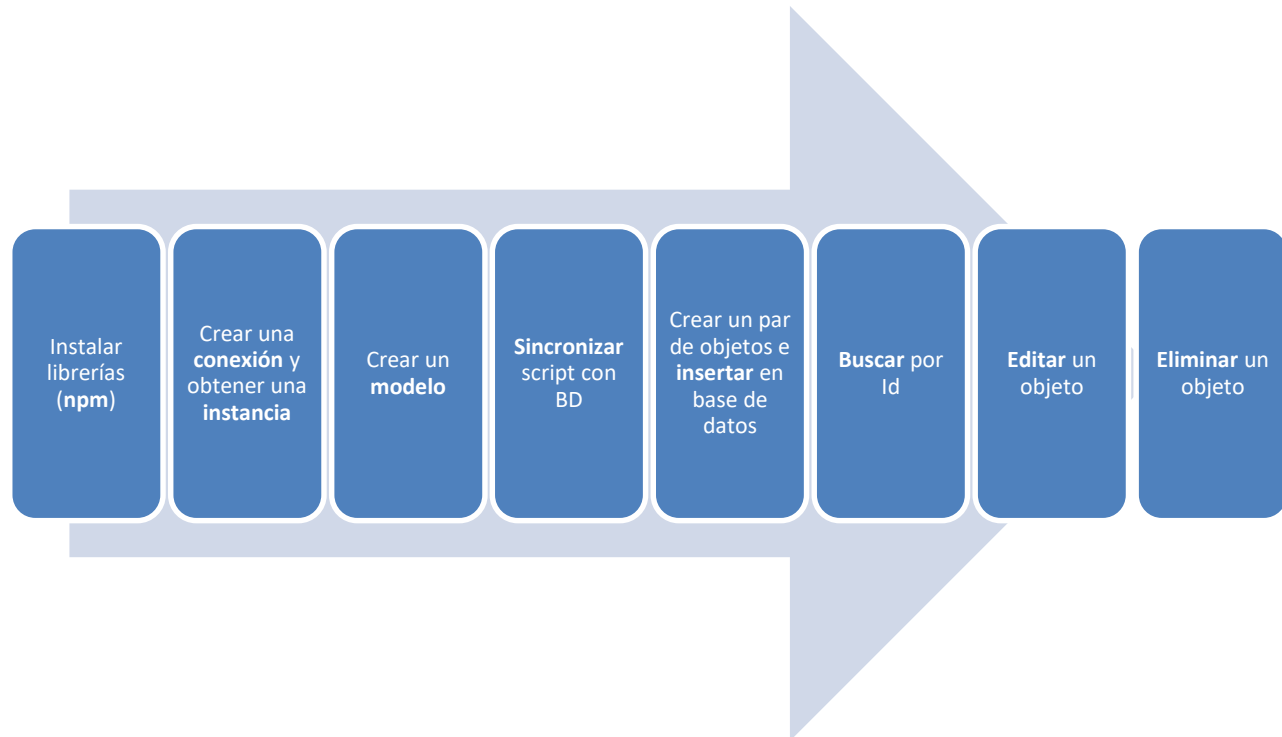 Instalar
librerías
(npm)
Crear una
conexión y
obtener una
instancia
Crear un
modelo
Sincronizar
script con
BD
Crear un par
de objetos e
insertar en
base de
datos
Buscar por
Id
Editar un
objeto
Eliminar un
objeto